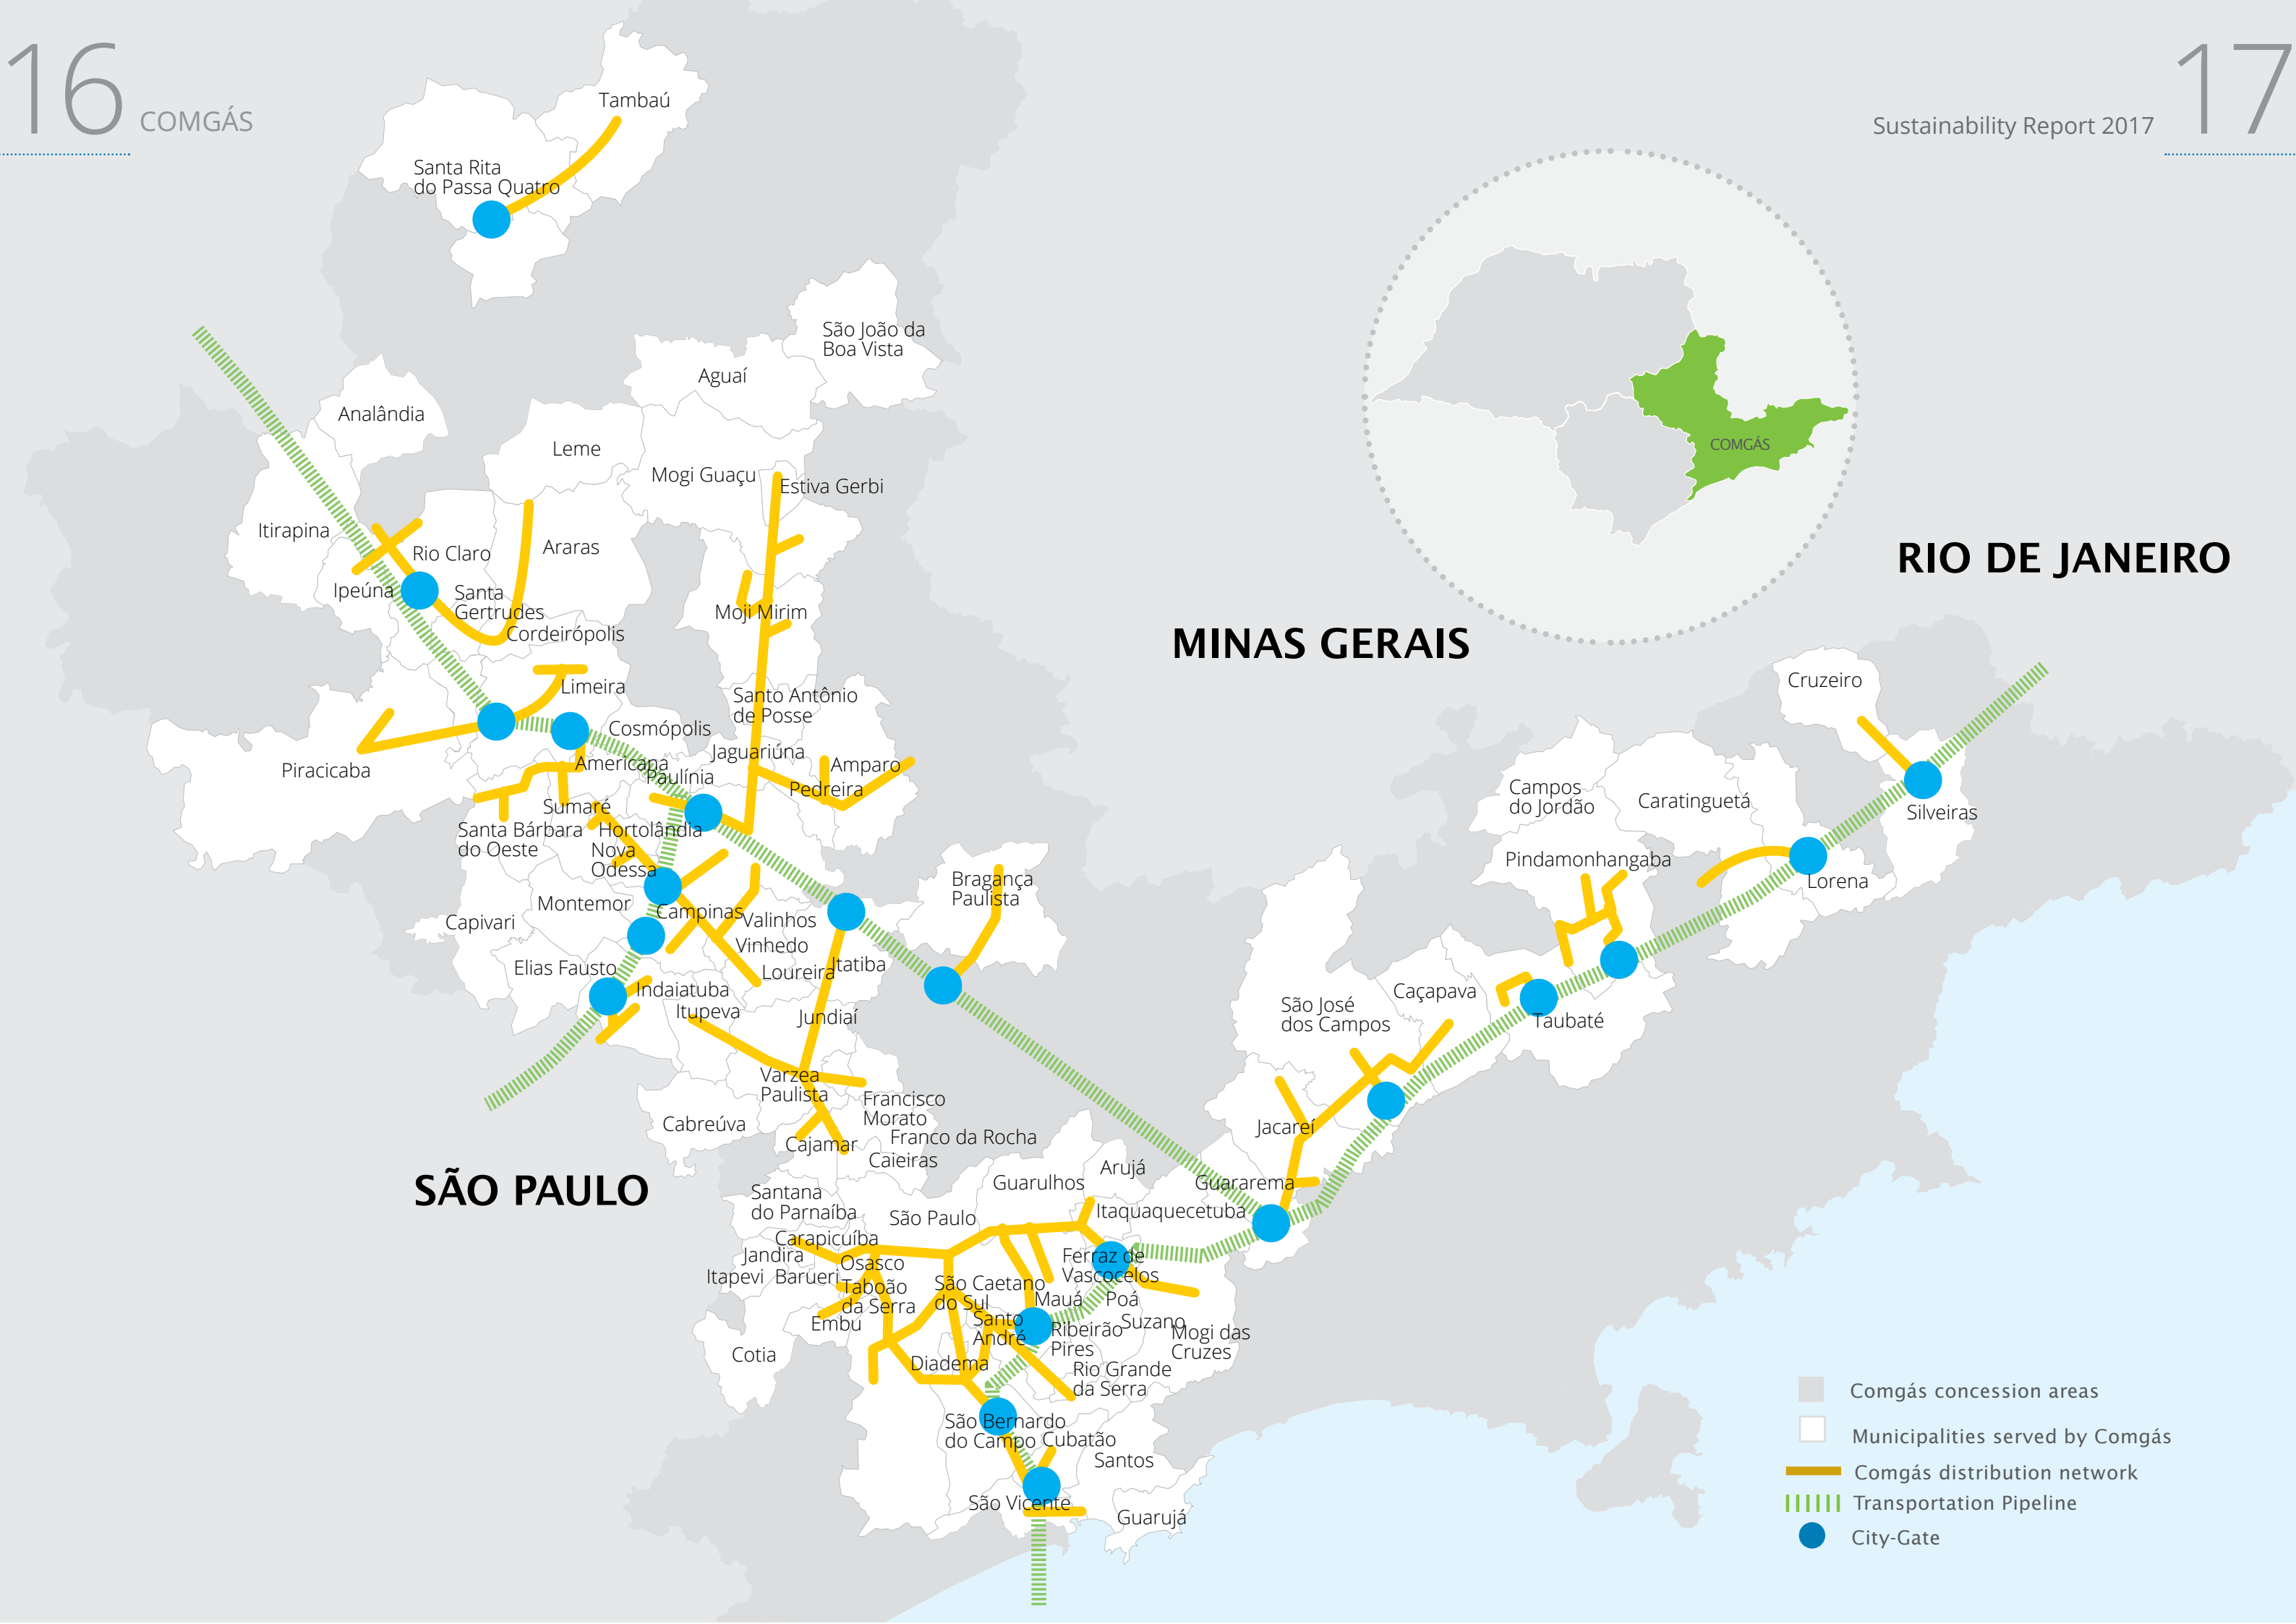 16
COMGÁS
Sustainability Report 2017
17
Tambaú
Santa Rita
do Passa Quatro
São João da
Boa Vista
Aguaí
Analândia
Leme
Mogi Guaçu
Estiva Gerbi
COMGÁS
Itirapina
Rio Claro
Araras
RIO DE JANEIRO
Ipeúna
Santa
Gertrudes
Moji Mirim
Cordeirópolis
MINAS GERAIS
Limeira
Santo Antônio
de Posse
Cruzeiro
Cosmópolis
Jaguariúna
Piracicaba
Americana
Paulínia
Amparo
Pedreira
Campos
do Jordão
Caratinguetá
Silveiras
Sumaré
Santa Bárbara
do Oeste
Hortolândia
Nova
Odessa
Pindamonhangaba
Lorena
Bragança
Paulista
Montemor
Capivari
Campinas
Valinhos
Vinhedo
Elias Fausto
Loureira
Itatiba
Indaiatuba
Itupeva
Jundiaí
São José
dos Campos
Caçapava
Taubaté
Varzea
Paulista
Francisco
Morato
Cabreúva
Cajamar
Franco da Rocha
Caieiras
Jacareí
SÃO PAULO
Arujá
Guarulhos
Guararema
Santana
do Parnaíba
São Paulo
Itaquaquecetuba
Carapicuíba
Jandira
Osasco
Itapevi
Barueri
Ferraz de
Vascocelos
Taboão
da Serra
São Caetano
do Sul
Mauá
Poá
Embu
Santo
André
Ribeirão
Pires
Suzano
Mogi das
Cruzes
Cotia
Diadema
Rio Grande
da Serra
São Bernardo
do Campo
Cubatão
Santos
São Vicente
Guarujá
Comgás concession areas
Municipalities served by Comgás
Comgás distribution network
Transportation Pipeline
City-Gate